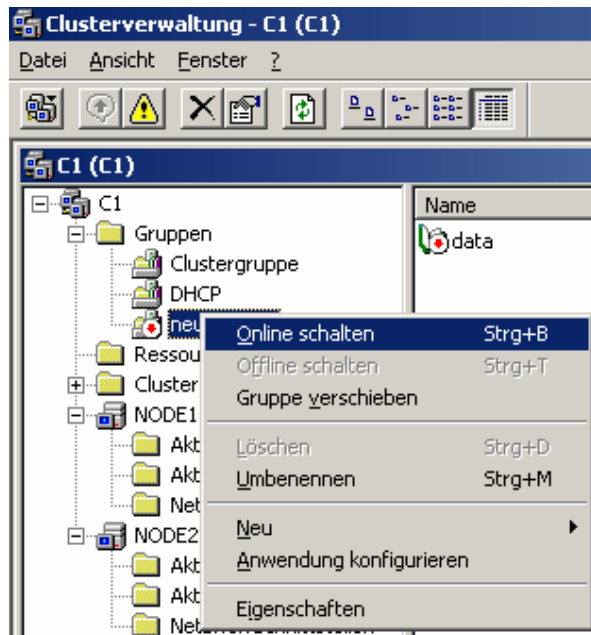 Clusterverwaltung - C1 (C1)
Datei Ansicht Fenster ?
C1 (C1)
C1
Gruppen
Clustergruppe
DHCP
neu
Ressou
Cluster
NODE1
Akt
Akt
Net
NODE2
Akt
Akt
Name
data
Online schalten Strg+B
Offline schalten Strg+T
Gruppe verschieben
Löschen Strg+D
Umbenennen Strg+M
Neu
Anwendung konfigurieren
Eigenschaften